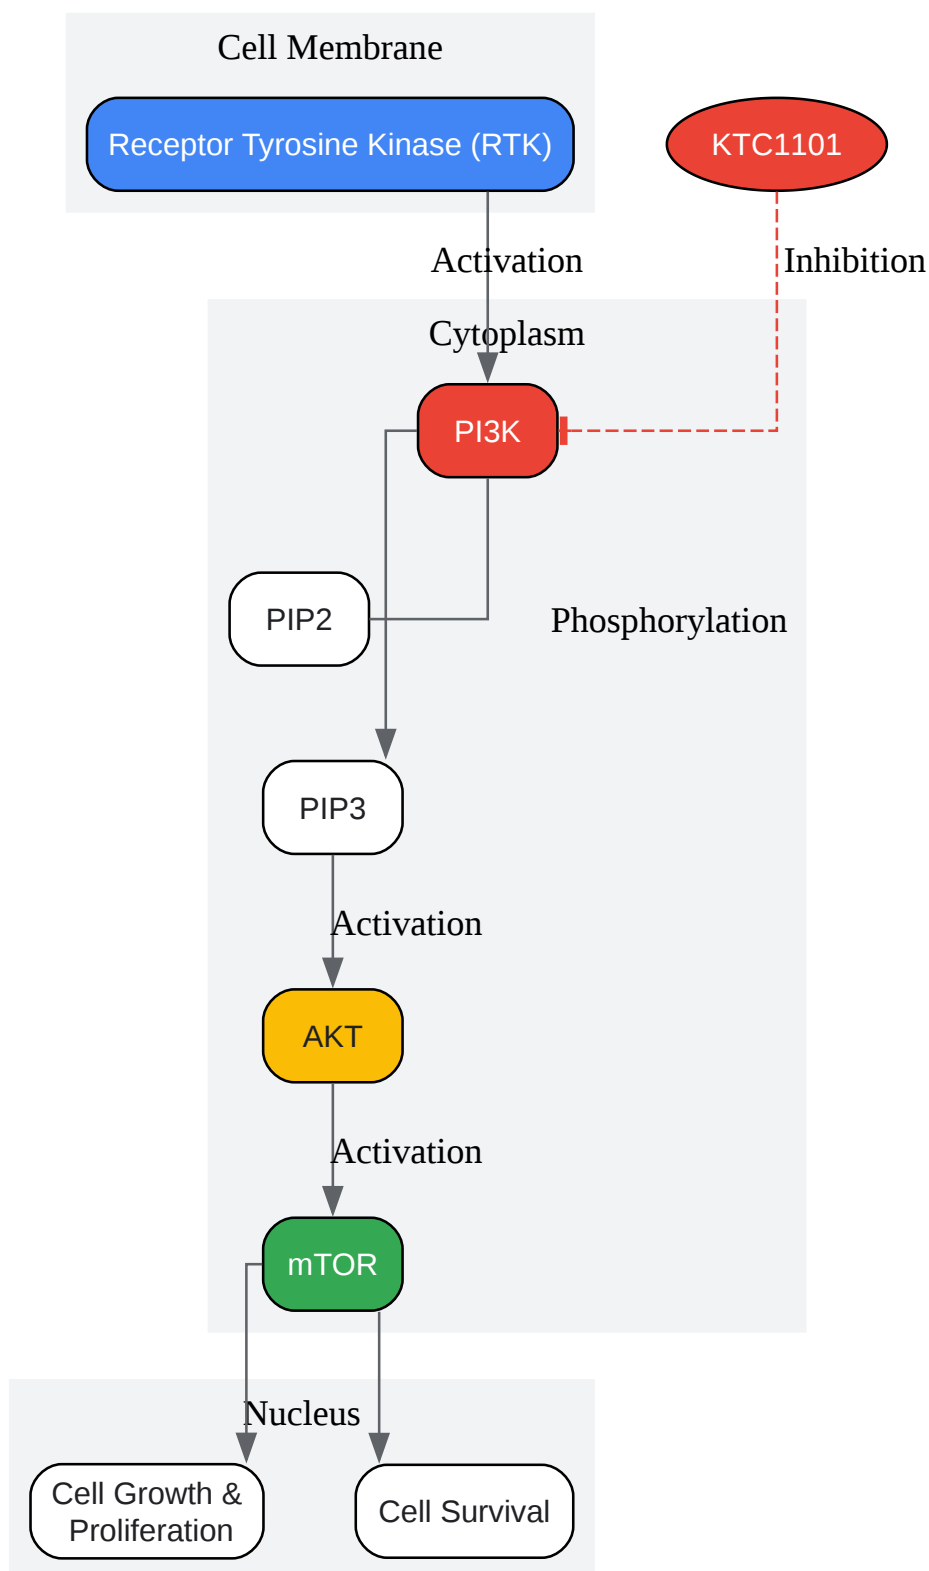 Cell Membrane
Receptor Tyrosine Kinase (RTK)
KTC1101
Activation
Inhibition
Cytoplasm
PI3K
PIP2
Phosphorylation
PIP3
Activation
AKT
Activation
mTOR
Nucleus
Cell Growth &
Proliferation
Cell Survival